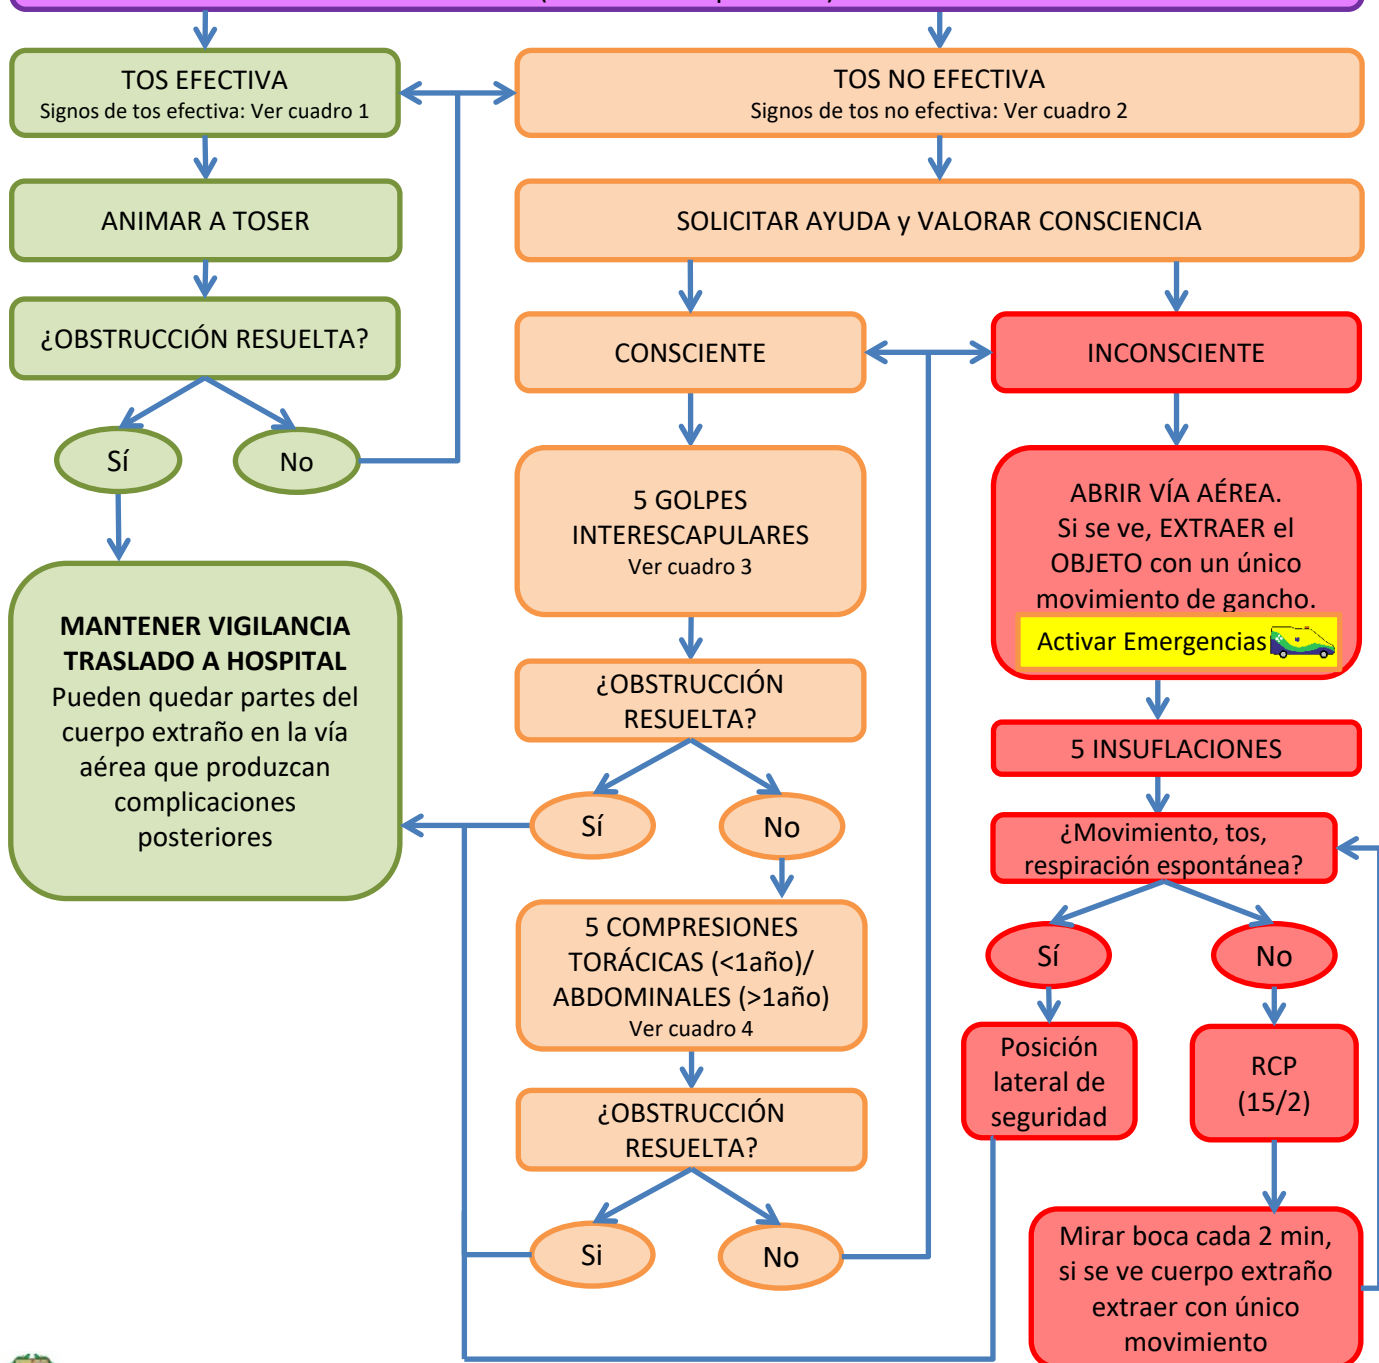 TOS EFECTIVA
Signos de tos efectiva: Ver cuadro 1
TOS NO EFECTIVA
Signos de tos no efectiva: Ver cuadro 2
ANIMAR A TOSER
SOLICITAR AYUDA y VALORAR CONSCIENCIA
¿OBSTRUCCIÓN RESUELTA?
Sí
No
MANTENER VIGILANCIA
TRASLADO A HOSPITAL
Pueden quedar partes del
cuerpo extraño en la vía
aérea que produzcan
complicaciones
posteriores
CONSCIENTE
5 GOLPES
INTERESCAPULARES
Ver cuadro 3
¿OBSTRUCCIÓN
RESUELTA?
Sí
No
5 COMPRESIONES
TORÁCICAS (<1año)/
ABDOMINALES (>1año)
Ver cuadro 4
¿OBSTRUCCIÓN
RESUELTA?
Si
No
INCONSCIENTE
ABRIR VÍA AÉREA.
Si se ve, EXTRAER el
OBJETO con un único
movimiento de gancho.
Activar Emergencias
5 INSUFLACIONES
¿Movimiento, tos,
respiración espontánea?
Sí
No
Posición
lateral de
seguridad
RCP
(15/2)
Mirar boca cada 2 min,
si se ve cuerpo extraño
extraer con único
movimiento